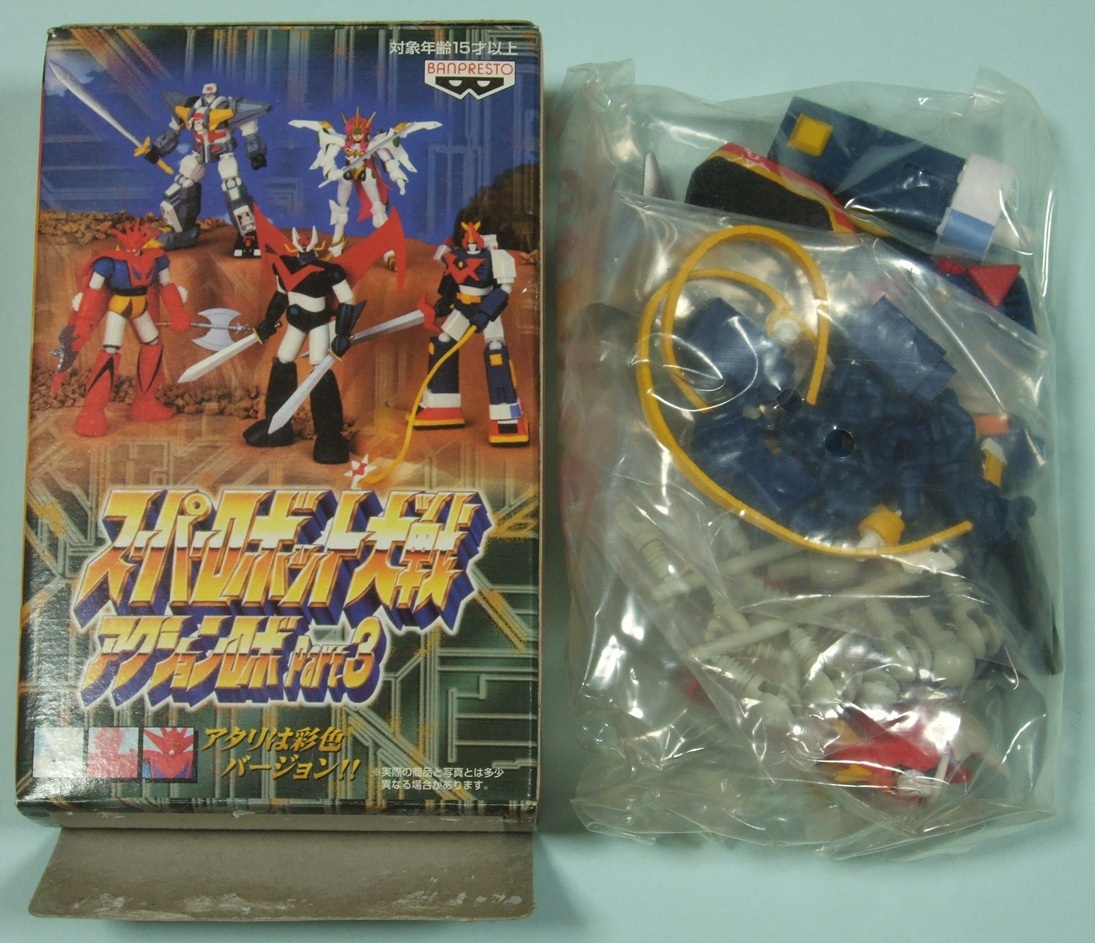 対象年齢15才以上
BANPRESTO
スーパーロボット大戦
アクションロボ Part3
アタリは彩色
バージョン!!
※実際の商品と写真とは多少
異なる場合があります。